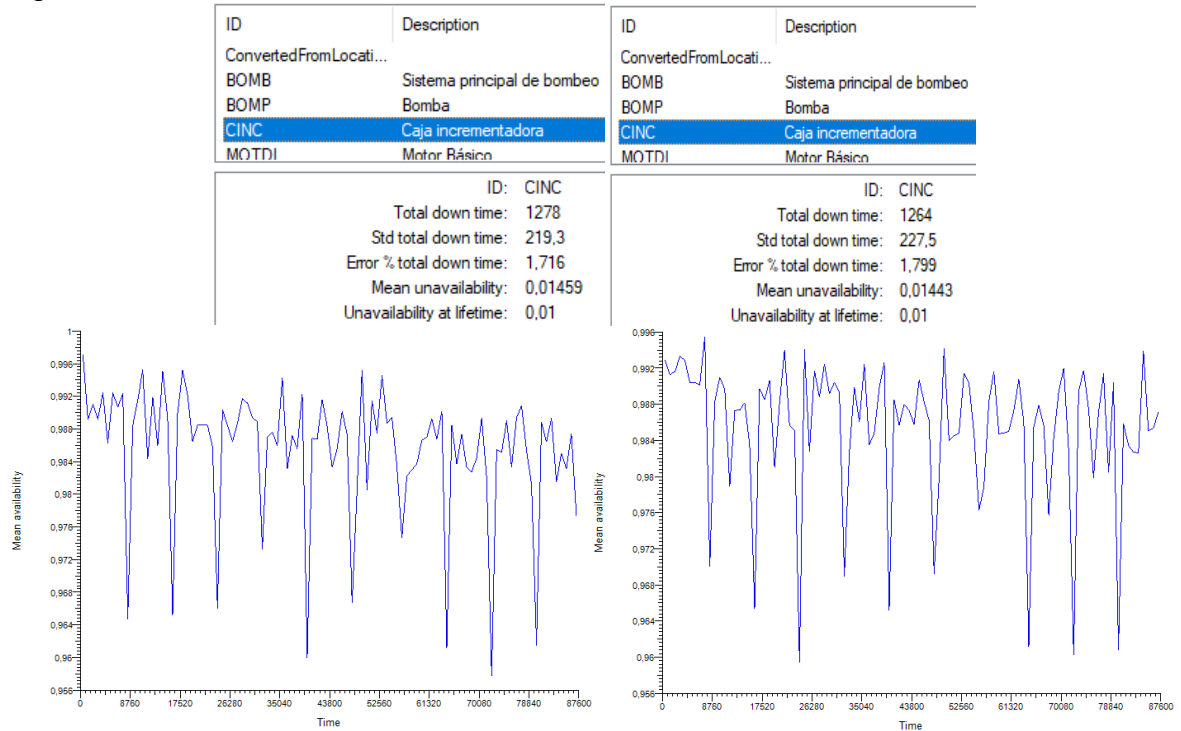 ID Description
ConvertedFromLocati...
BOMB Sistema principal de bombeo
BOMP Bomba
CINC Caja incrementadora
MOTDI Motor Básico
ID: CINC
Total down time: 1278
Std total down time: 219,3
Error % total down time: 1,716
Mean unavailability: 0,01459
Unavailability at lifetime: 0,01
1
0,996
0,992
0,988
0,984
0,98
0,976
0,972
0,968
0,964
0,96
0,956
Mean availability
0 8760 17520 26280 35040 43800 52560 61320 70080 78840 87600
Time
ID Description
ConvertedFromLocati...
BOMB Sistema principal de bombeo
BOMP Bomba
CINC Caja incrementadora
MOTDI Motor Básico
ID: CINC
Total down time: 1264
Std total down time: 227,5
Error % total down time: 1,799
Mean unavailability: 0,01443
Unavailability at lifetime: 0,01
0,996
0,992
0,988
0,984
0,98
0,976
0,972
0,968
0,964
0,96
0,956
Mean availability
0 8760 17520 26280 35040 43800 52560 61320 70080 78840 87600
Time